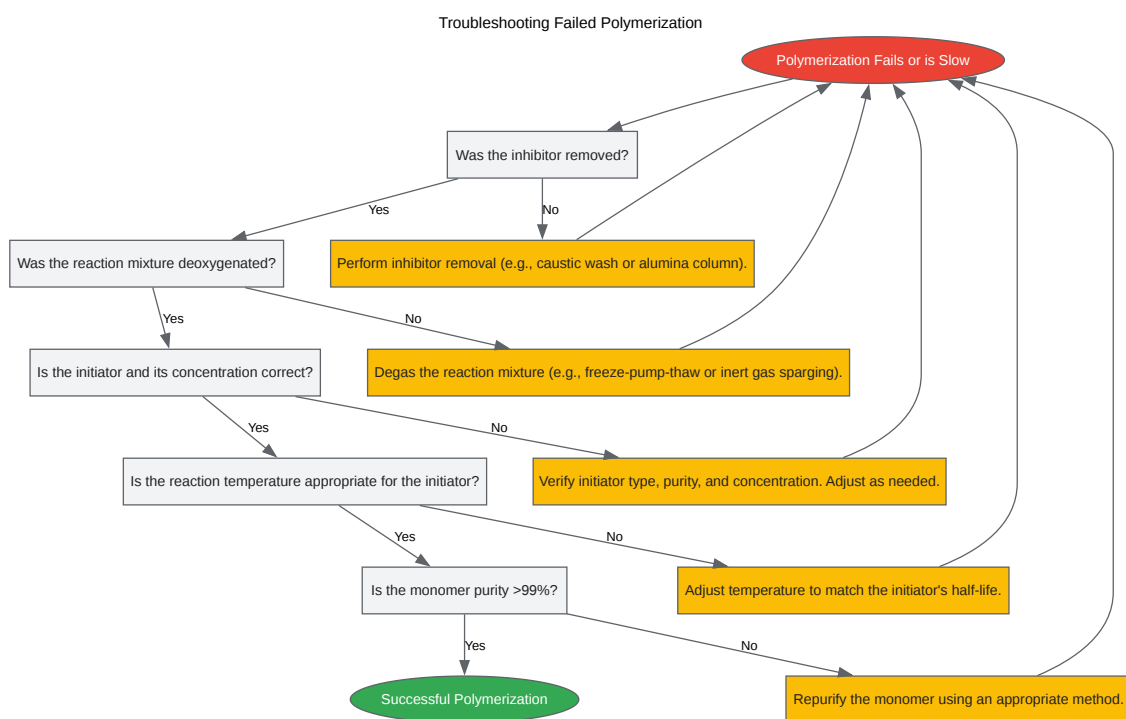 Troubleshooting Failed Polymerization
Polymerization Fails or is Slow
Was the inhibitor removed?
Yes
No
Was the reaction mixture deoxygenated?
Perform inhibitor removal (e.g., caustic wash or alumina column).
Yes
No
Is the initiator and its concentration correct?
Degas the reaction mixture (e.g., freeze-pump-thaw or inert gas sparging).
Yes
No
Is the reaction temperature appropriate for the initiator?
Verify initiator type, purity, and concentration. Adjust as needed.
Yes
No
Is the monomer purity >99%?
Adjust temperature to match the initiator's half-life.
Yes
No
Successful Polymerization
Repurify the monomer using an appropriate method.